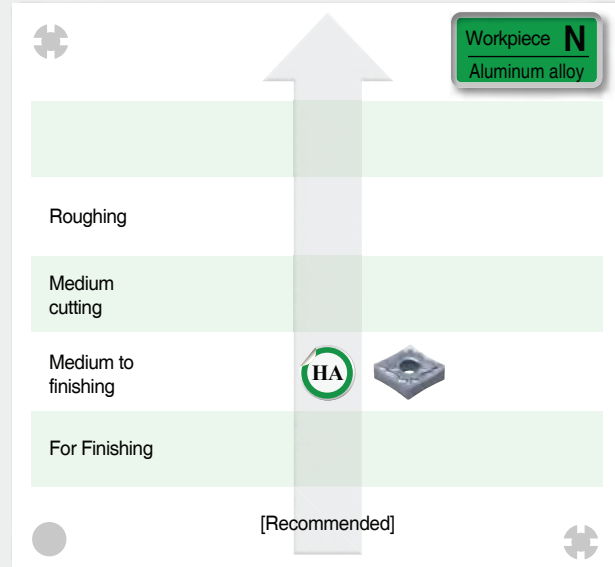 Workpiece N
Aluminum alloy
Roughing
Medium
cutting
Medium to
finishing
HA
For Finishing
[Recommended]